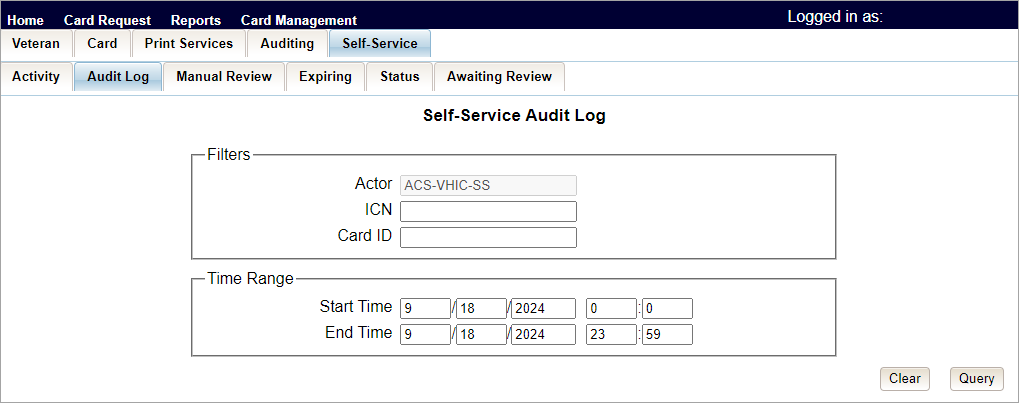 Home Card Request Reports Card Management Logged in as:
Veteran Card Print Services Auditing Self-Service
Activity Audit Log Manual Review Expiring Status Awaiting Review
Self-Service Audit Log
Filters
Actor ACS-VHIC-SS
ICN
Card ID
Time Range
Start Time 9 / 18 / 2024 0 : 0
End Time 9 / 18 / 2024 23 : 59
Clear Query